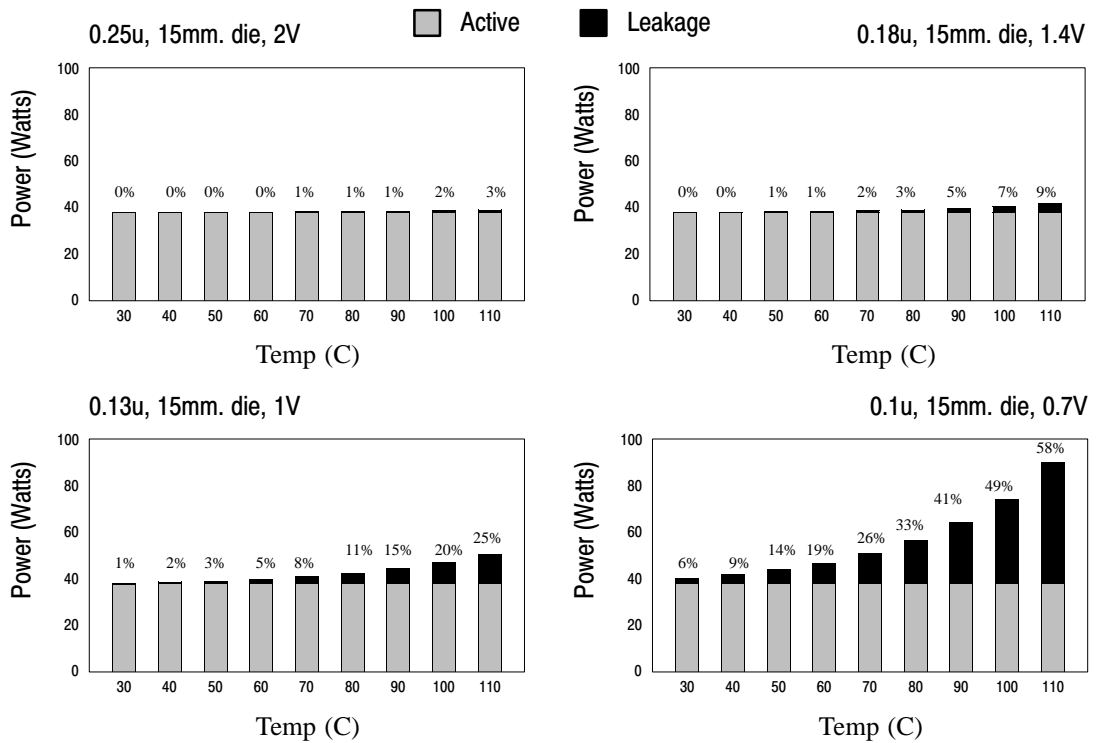 Active
Leakage
0.25u, 15mm. die, 2V
Power (Watts)
100
80
60
40
20
0
0% 0% 0% 0% 1% 1% 1% 2% 3%
30 40 50 60 70 80 90 100 110
Temp (C)
0.18u, 15mm. die, 1.4V
Power (Watts)
100
80
60
40
20
0
0% 0% 1% 1% 2% 3% 5% 7% 9%
30 40 50 60 70 80 90 100 110
Temp (C)
0.13u, 15mm. die, 1V
Power (Watts)
100
80
60
40
20
0
1% 2% 3% 5% 8% 11% 15% 20% 25%
30 40 50 60 70 80 90 100 110
Temp (C)
0.1u, 15mm. die, 0.7V
Power (Watts)
100
80
60
40
20
0
6% 9% 14% 19% 26% 33% 41% 49% 58%
30 40 50 60 70 80 90 100 110
Temp (C)